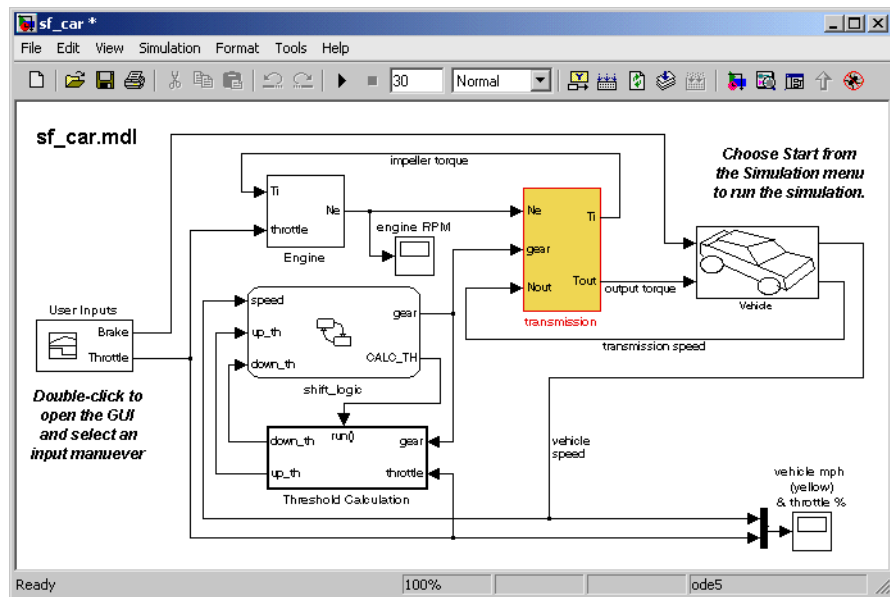 sf_car *
File Edit View Simulation Format Tools Help
30 Normal
sf_car.mdl
impeller torque
Choose Start from
the Simulation menu
to run the simulation.
Ti
Ne
throttle
Engine
engine RPM
Ne
Ti
gear
Nout
Tout
transmission
output torque
Vehicle
transmission speed
User Inputs
Brake
Throttle
speed
gear
up_th
down_th
CALC_TH
shift_logic
Double-click to
open the GUI
and select an
input manuever
run()
down_th
gear
up_th
throttle
Threshold Calculation
vehicle
speed
vehicle mph
(yellow)
& throttle %
Ready 100% ode5